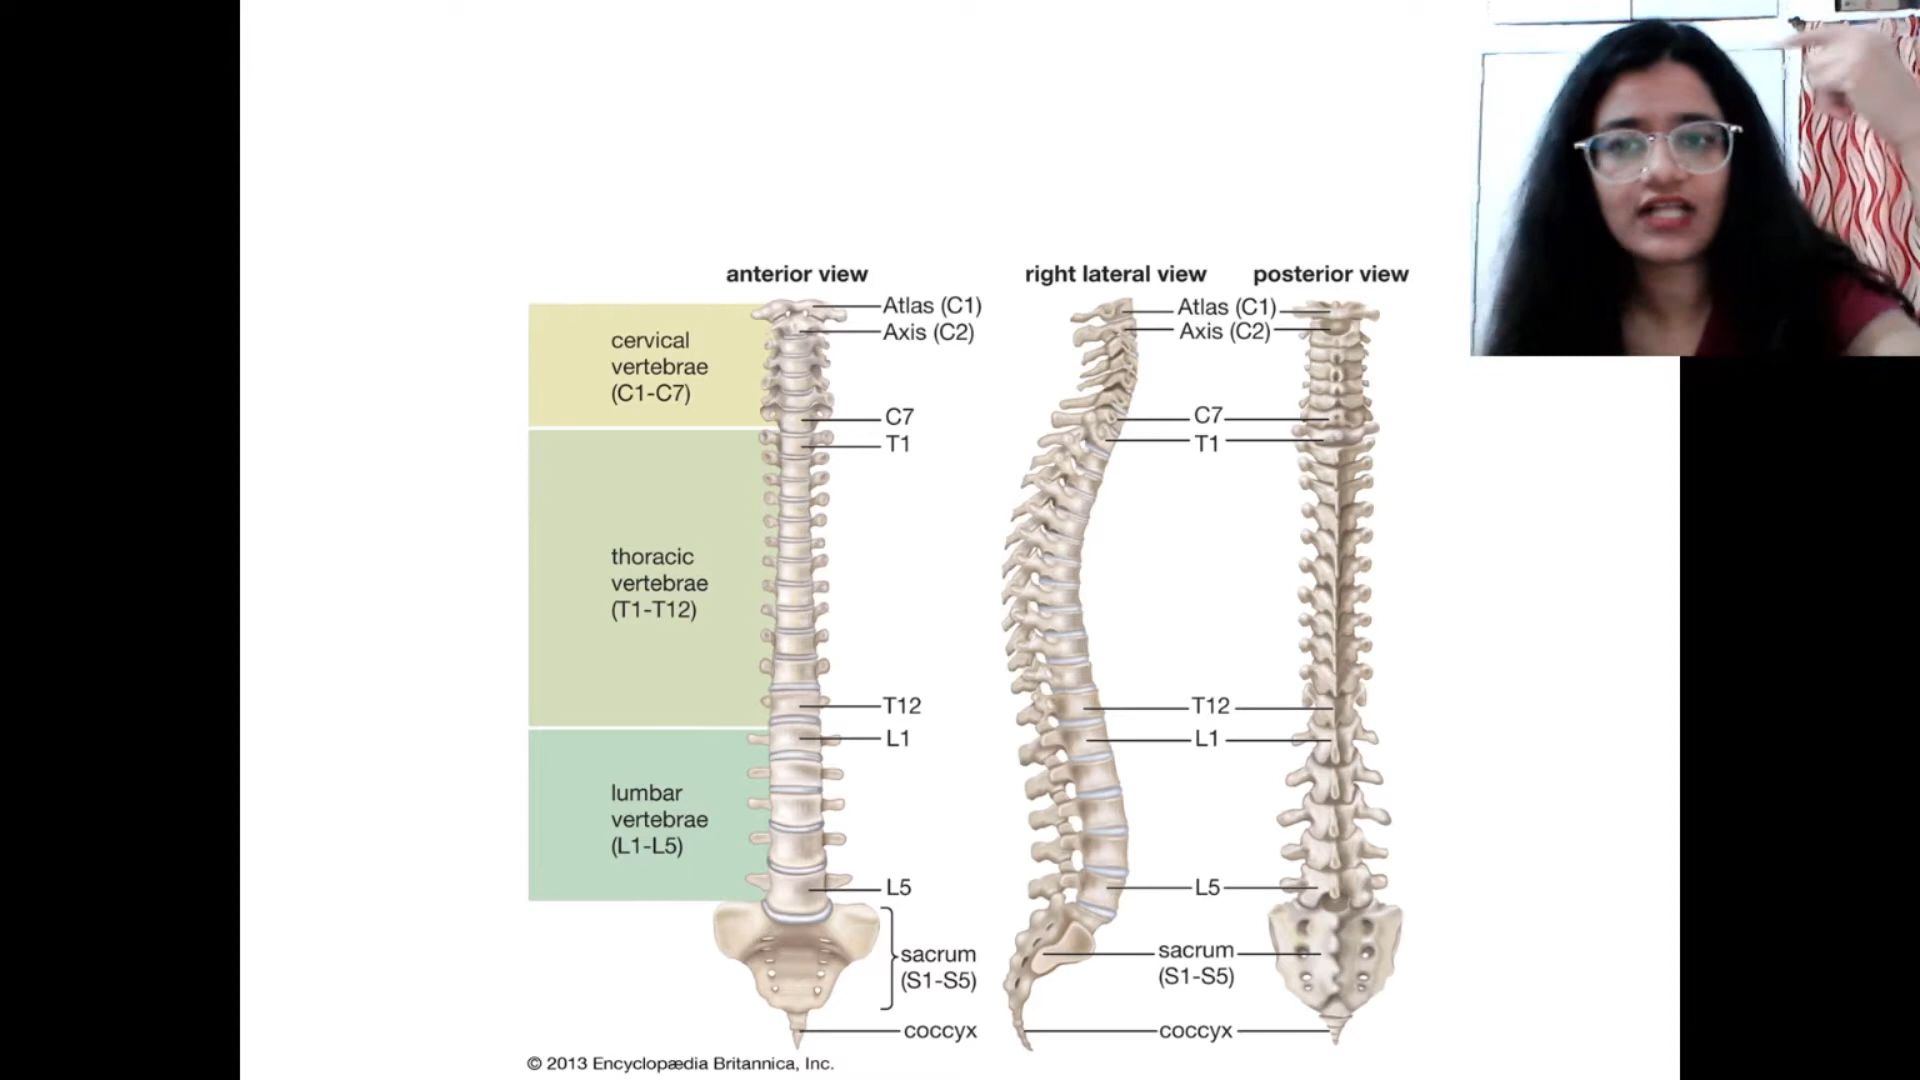 anterior view
right lateral view
posterior view
cervical
vertebrae
(C1-C7)
thoracic
vertebrae
(T1-T12)
lumbar
vertebrae
(L1-L5)
Atlas (C1)
Axis (C2)
C7
T1
T12
L1
L5
sacrum
(S1-S5)
coccyx
Atlas (C1)
Axis (C2)
C7
T1
T12
L1
L5
sacrum
(S1-S5)
coccyx
© 2013 Encyclopædia Britannica, Inc.